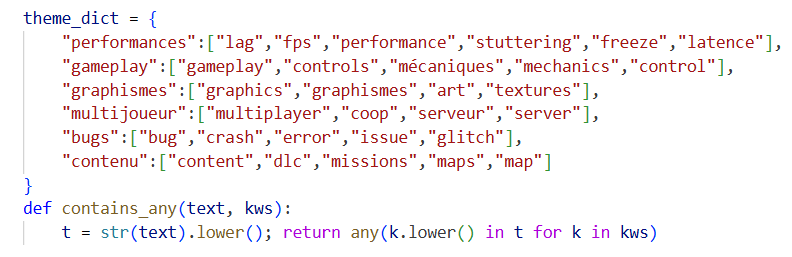 theme_dict = {
    "performances":["lag","fps","performance","stuttering","freeze","latence"],
    "gameplay":["gameplay","controls","mécaniques","mechanics","control"],
    "graphismes":["graphics","graphismes","art","textures"],
    "multijoueur":["multiplayer","coop","serveur","server"],
    "bugs":["bug","crash","error","issue","glitch"],
    "contenu":["content","dlc","missions","maps","map"]
}
def contains_any(text, kws):
    t = str(text).lower(); return any(k.lower() in t for k in kws)